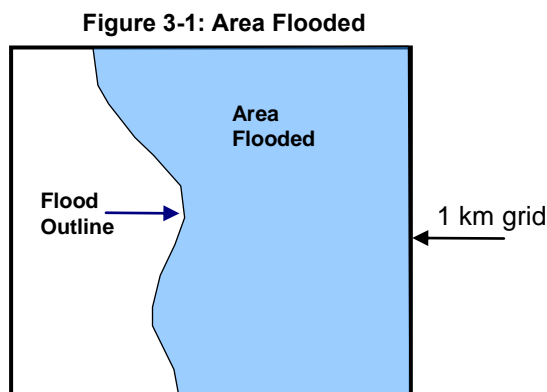 Figure 3-1: Area Flooded
Area
Flooded
Flood
Outline
1 km grid